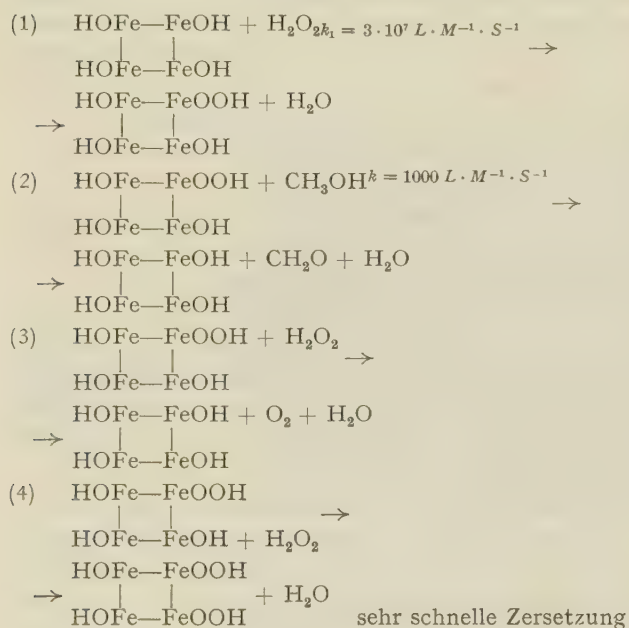 (1) HOFe—FeOH + H₂O₂ k₁ = 3·10⁷ L·M⁻¹·S⁻¹ →
HOFe—FeOH
→ HOFe—FeOOH + H₂O
HOFe—FeOH
(2) HOFe—FeOOH + CH₃OH k = 1000 L·M⁻¹·S⁻¹ →
HOFe—FeOH
→ HOFe—FeOH + CH₂O + H₂O
HOFe—FeOH
(3) HOFe—FeOOH + H₂O₂ →
HOFe—FeOH
→ HOFe—FeOH + O₂ + H₂O
HOFe—FeOH
(4) HOFe—FeOOH →
HOFe—FeOH + H₂O₂
→ HOFe—FeOOH + H₂O
HOFe—FeOOH sehr schnelle Zersetzung